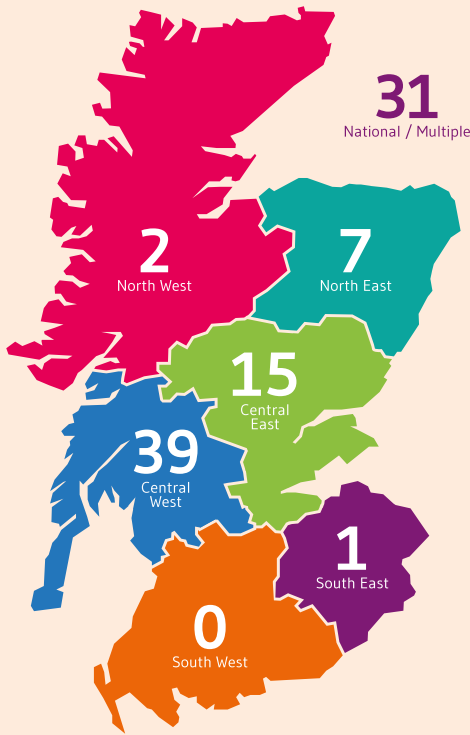 31
National / Multiple
2
North West
7
North East
15
Central
East
39
Central
West
1
South East
0
South West